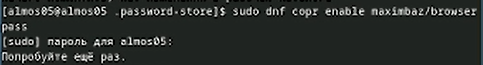 [almos05@almos05 .password-store]$ sudo dnf copr enable maximbaz/browser
pass
[sudo] пароль для almos05:
Попробуйте ещё раз.